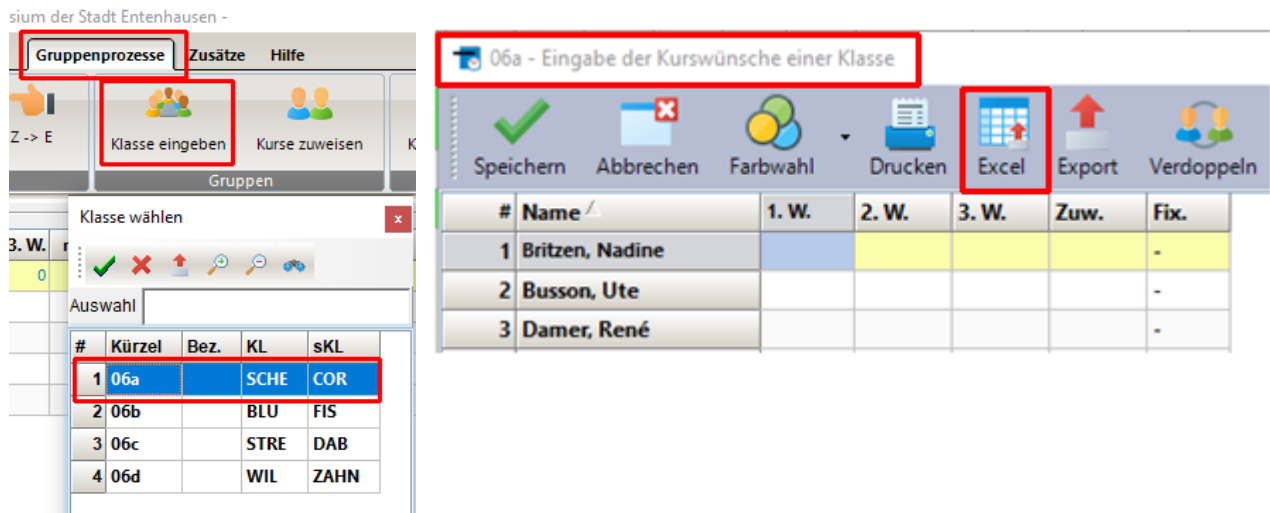 sium der Stadt Entenhausen -
Gruppenprozesse Zusätze Hilfe
Z -> E Klasse eingeben Kurse zuweisen K
Gruppen
Klasse wählen x
3. W. r
0
Auswahl
# Kürzel Bez. KL sKL
1 06a SCHE COR
2 06b BLU FIS
3 06c STRE DAB
4 06d WIL ZAHN
06a - Eingabe der Kurswünsche einer Klasse
Speichern Abbrechen Farbwahl Drucken Excel Export Verdoppeln
# Name 1. W. 2. W. 3. W. Zuw. Fix.
1 Britzen, Nadine -
2 Busson, Ute -
3 Damer, René -